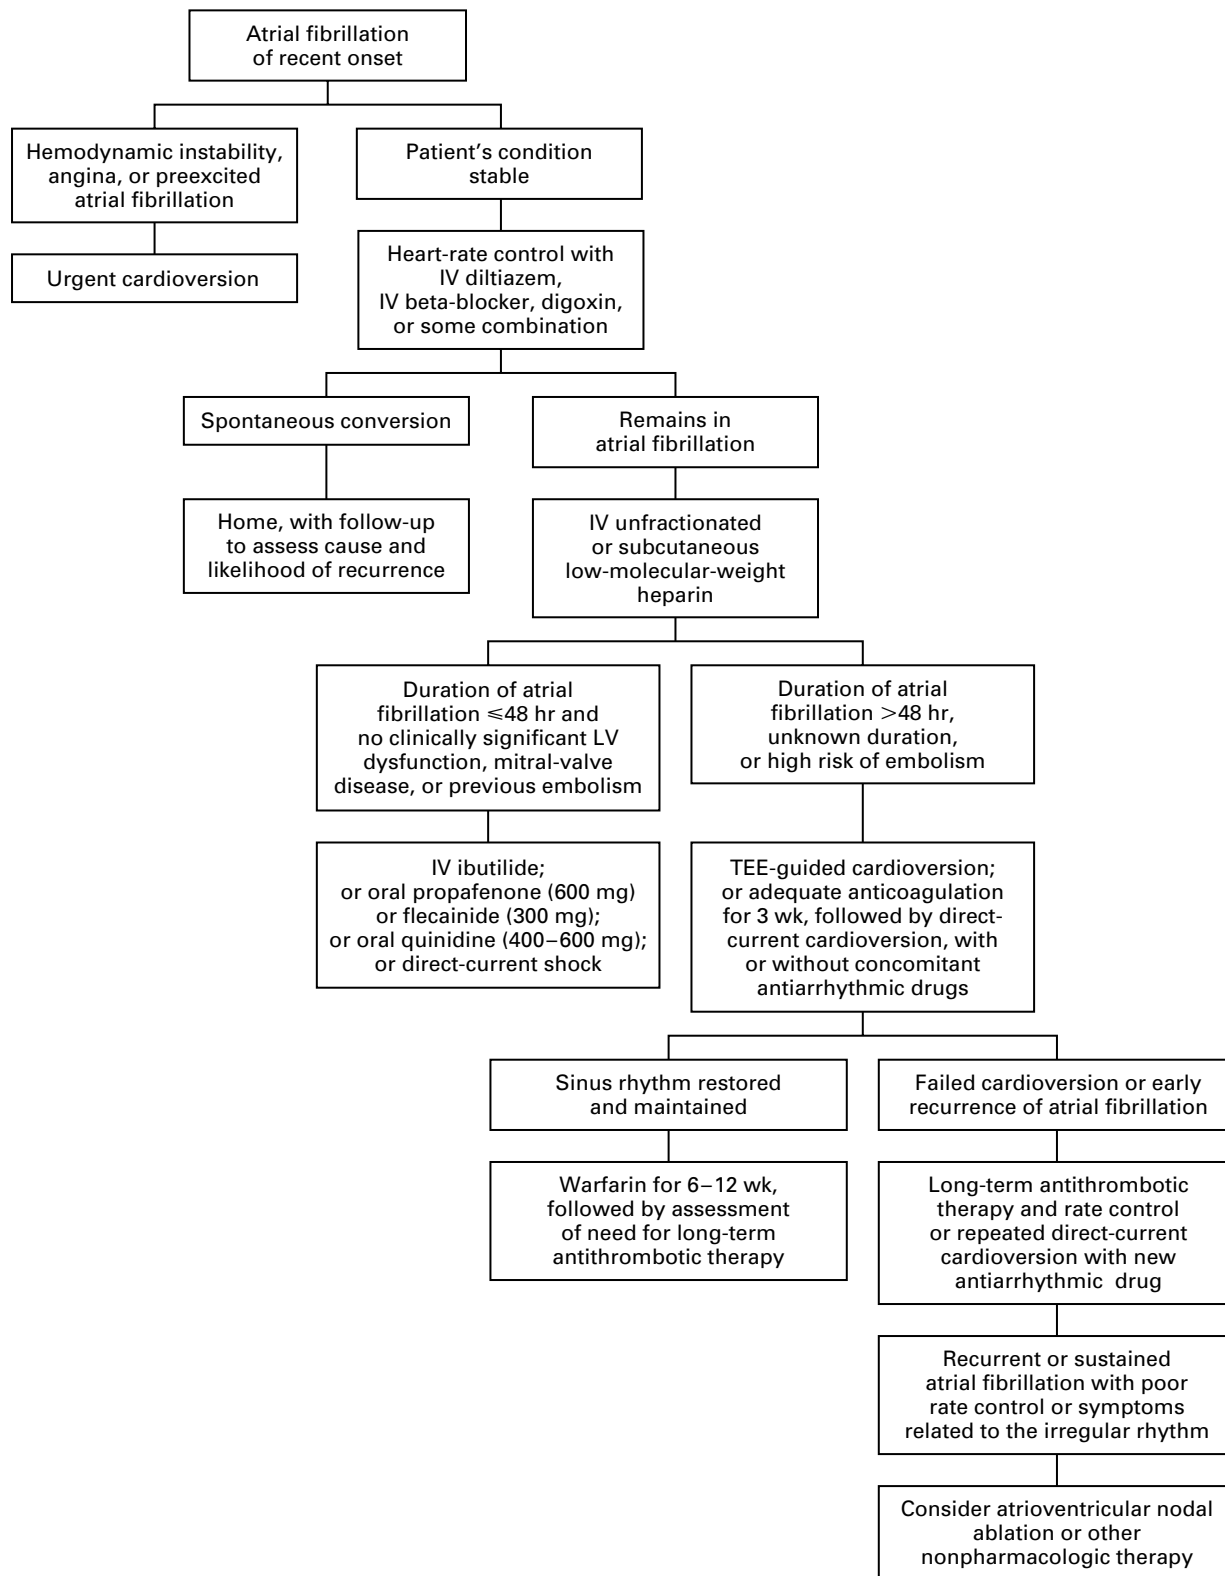 Atrial fibrillation
of recent onset
Hemodynamic instability,
angina, or preexcited
atrial fibrillation
Patient's condition
stable
Urgent cardioversion
Heart-rate control with
IV diltiazem,
IV beta-blocker, digoxin,
or some combination
Spontaneous conversion
Remains in
atrial fibrillation
Home, with follow-up
to assess cause and
likelihood of recurrence
IV unfractionated
or subcutaneous
low-molecular-weight
heparin
Duration of atrial
fibrillation ⩽48 hr and
no clinically significant LV
dysfunction, mitral-valve
disease, or previous embolism
Duration of atrial
fibrillation >48 hr,
unknown duration,
or high risk of embolism
IV ibutilide;
or oral propafenone (600 mg)
or flecainide (300 mg);
or oral quinidine (400–600 mg);
or direct-current shock
TEE-guided cardioversion;
or adequate anticoagulation
for 3 wk, followed by direct-
current cardioversion, with
or without concomitant
antiarrhythmic drugs
Sinus rhythm restored
and maintained
Failed cardioversion or early
recurrence of atrial fibrillation
Warfarin for 6–12 wk,
followed by assessment
of need for long-term
antithrombotic therapy
Long-term antithrombotic
therapy and rate control
or repeated direct-current
cardioversion with new
antiarrhythmic drug
Recurrent or sustained
atrial fibrillation with poor
rate control or symptoms
related to the irregular rhythm
Consider atrioventricular nodal
ablation or other
nonpharmacologic therapy